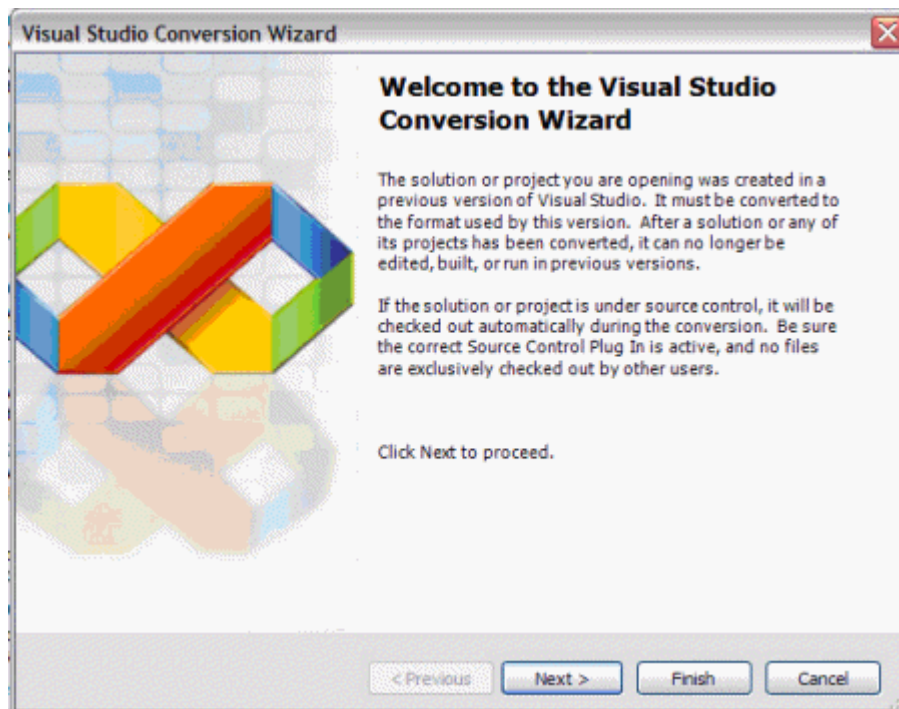 Visual Studio Conversion Wizard
Welcome to the Visual Studio
Conversion Wizard
The solution or project you are opening was created in a
previous version of Visual Studio. It must be converted to
the format used by this version. After a solution or any of
its projects has been converted, it can no longer be
edited, built, or run in previous versions.
If the solution or project is under source control, it will be
checked out automatically during the conversion. Be sure
the correct Source Control Plug In is active, and no files
are exclusively checked out by other users.
Click Next to proceed.
< Previous Next > Finish Cancel